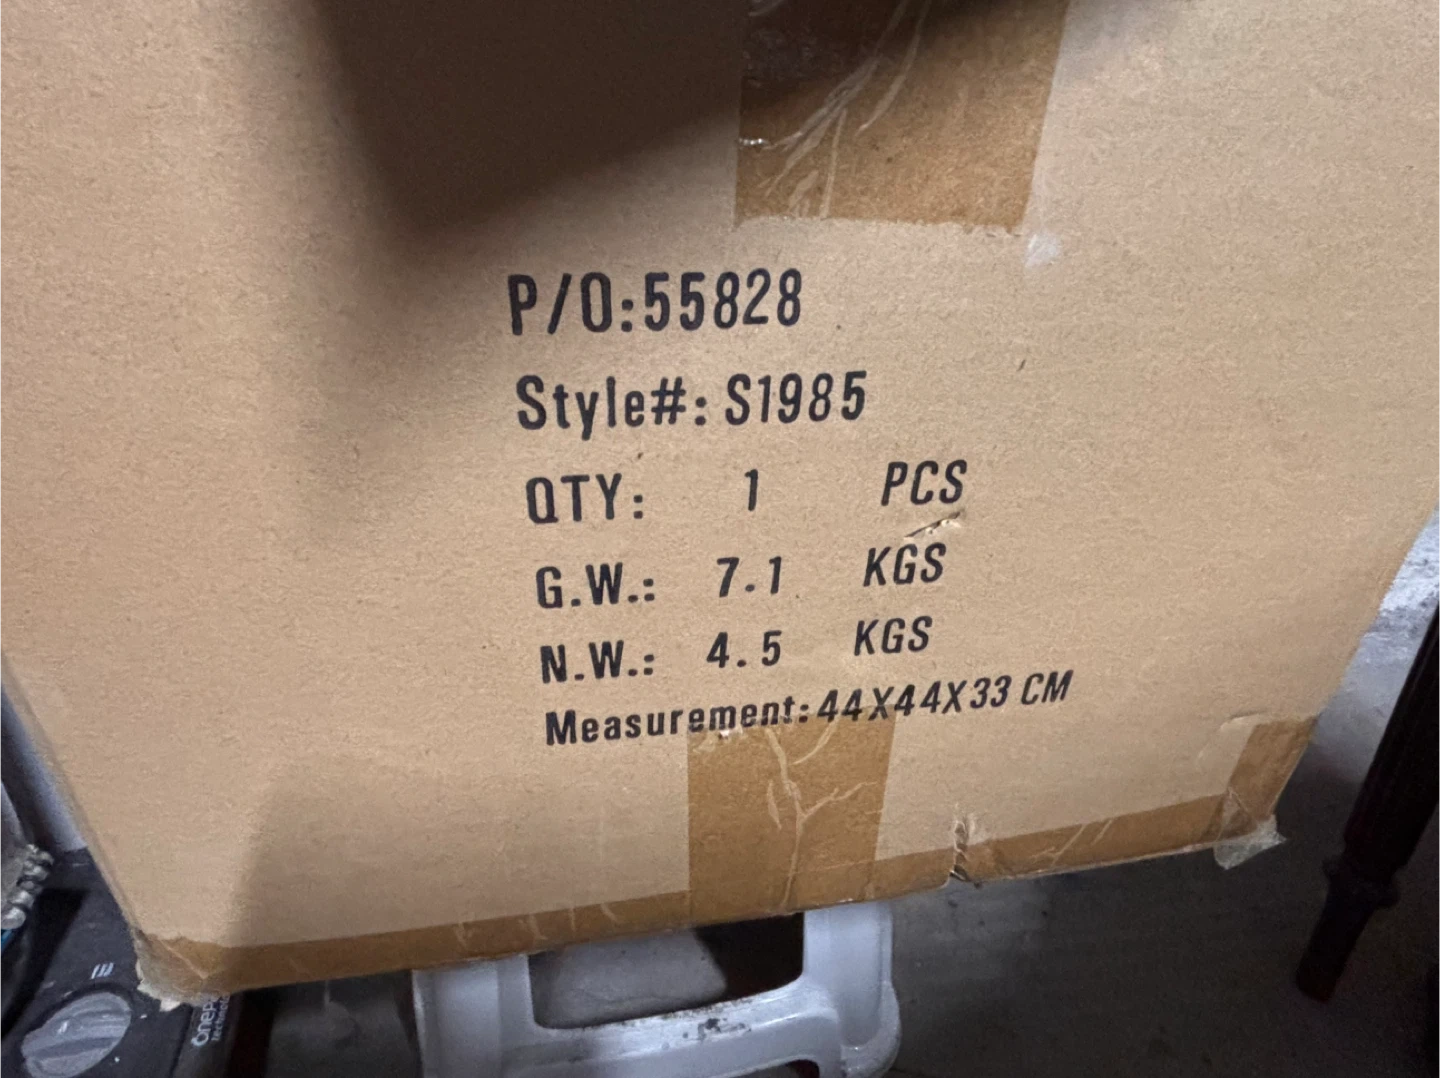 P/O:55828
Style#: S1985
QTY: 1 PCS
G.W.: 7.1 KGS
N.W.: 4.5 KGS
Measurement: 44X44X33 CM